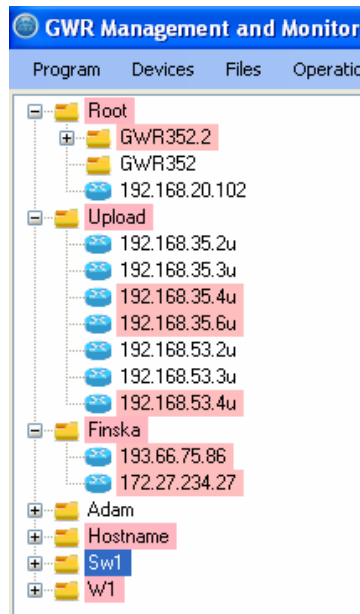 GWR Management and Monitor
Program Devices Files Operatic
Root
GWR352.2
GWR352
192.168.20.102
Upload
192.168.35.2u
192.168.35.3u
192.168.35.4u
192.168.35.6u
192.168.53.2u
192.168.53.3u
192.168.53.4u
Finska
193.66.75.86
172.27.234.27
Adam
Hostname
Sw1
W1